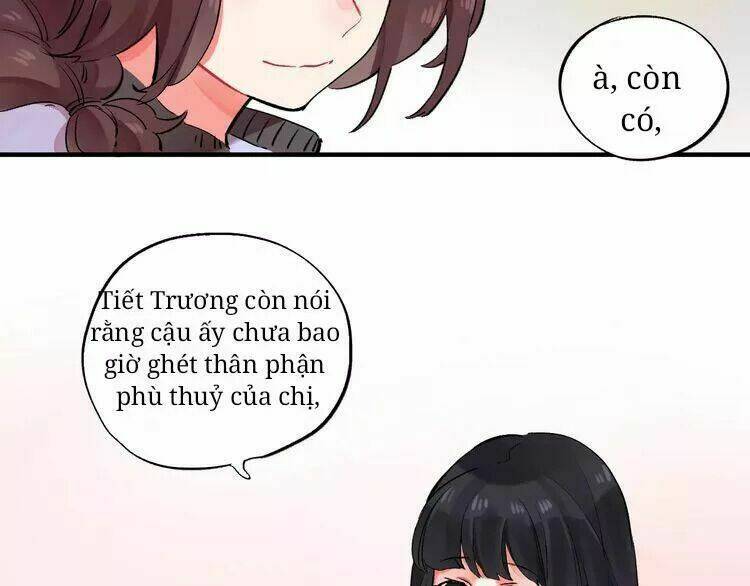 à, còn
có,
Tiết Trương còn nói
rằng cậu ấy chưa bao
giờ ghét thân phận
phù thuỷ của chị,